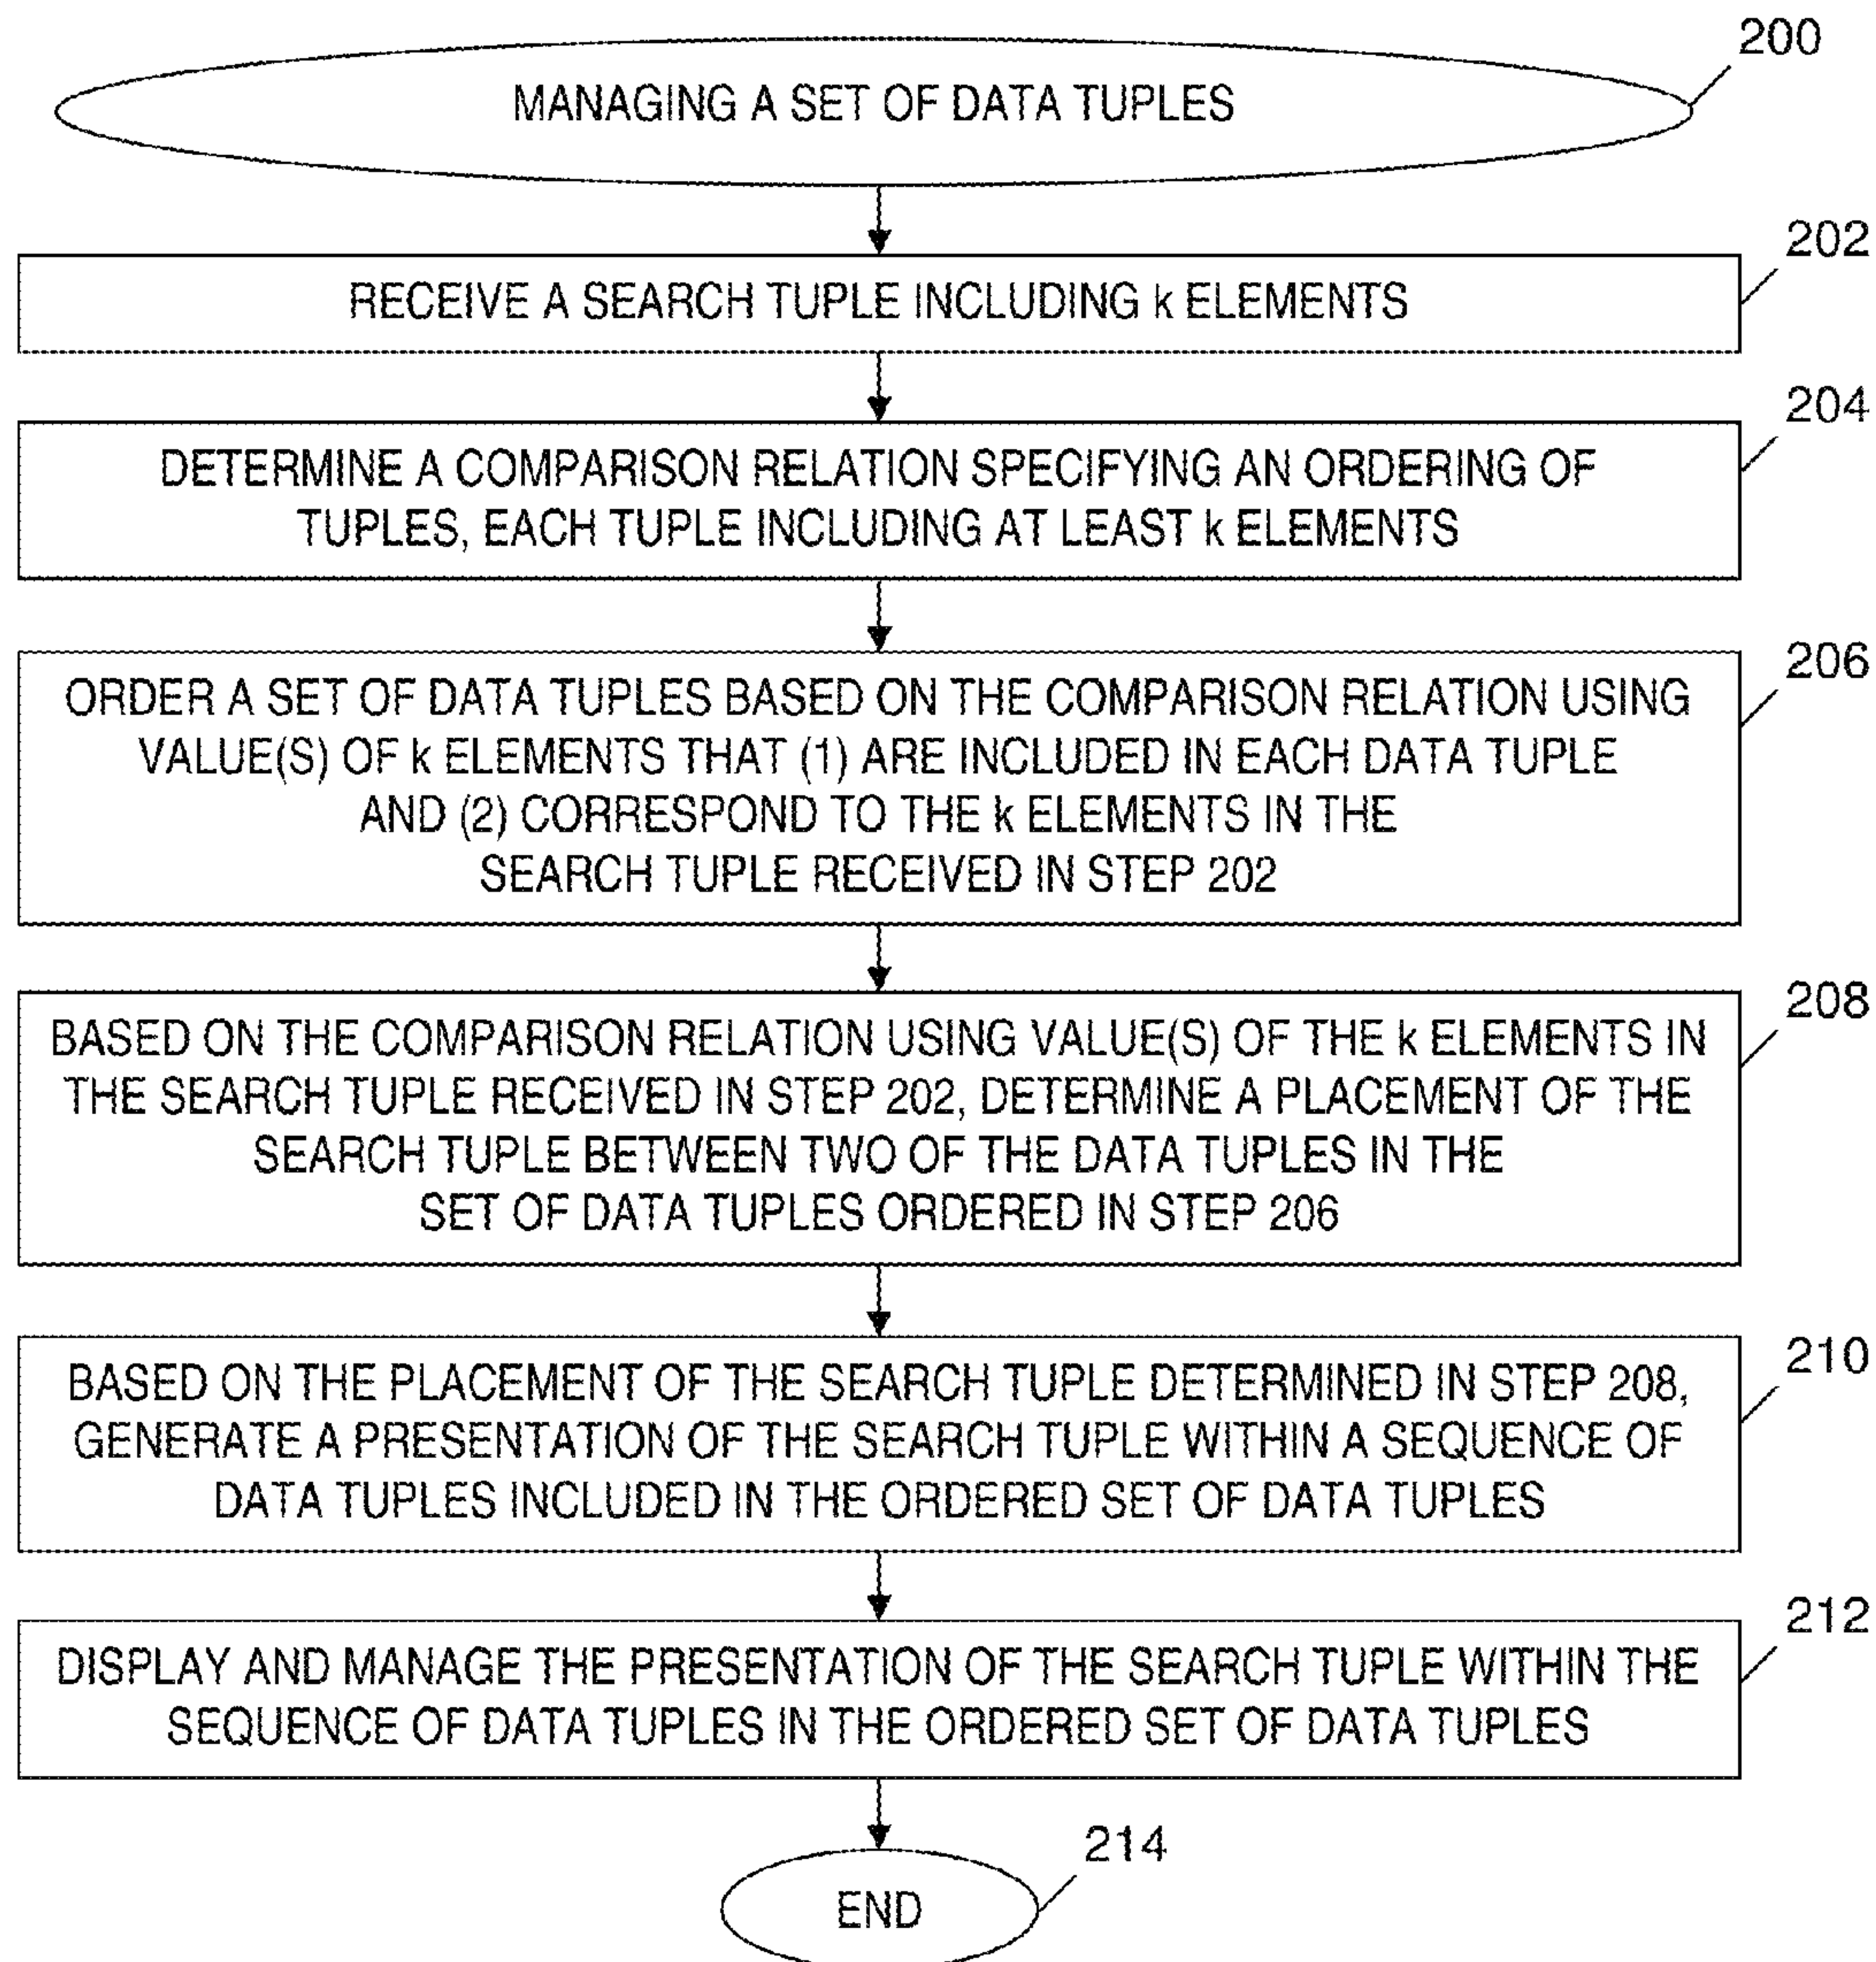 200
MANAGING A SET OF DATA TUPLES
202
RECEIVE A SEARCH TUPLE INCLUDING k ELEMENTS
204
DETERMINE A COMPARISON RELATION SPECIFYING AN ORDERING OF
TUPLES, EACH TUPLE INCLUDING AT LEAST k ELEMENTS
206
ORDER A SET OF DATA TUPLES BASED ON THE COMPARISON RELATION USING
VALUE(S) OF k ELEMENTS THAT (1) ARE INCLUDED IN EACH DATA TUPLE
AND (2) CORRESPOND TO THE k ELEMENTS IN THE
SEARCH TUPLE RECEIVED IN STEP 202
208
BASED ON THE COMPARISON RELATION USING VALUE(S) OF THE k ELEMENTS IN
THE SEARCH TUPLE RECEIVED IN STEP 202, DETERMINE A PLACEMENT OF THE
SEARCH TUPLE BETWEEN TWO OF THE DATA TUPLES IN THE
SET OF DATA TUPLES ORDERED IN STEP 206
210
BASED ON THE PLACEMENT OF THE SEARCH TUPLE DETERMINED IN STEP 208,
GENERATE A PRESENTATION OF THE SEARCH TUPLE WITHIN A SEQUENCE OF
DATA TUPLES INCLUDED IN THE ORDERED SET OF DATA TUPLES
212
DISPLAY AND MANAGE THE PRESENTATION OF THE SEARCH TUPLE WITHIN THE
SEQUENCE OF DATA TUPLES IN THE ORDERED SET OF DATA TUPLES
214
END